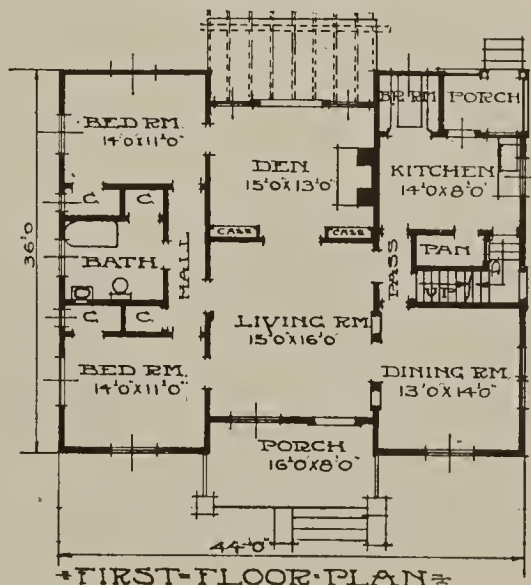 BED RM.
14'0"X11'0"
C.
C.
BATH
C.
C.
BED RM.
14'0"X11'0"
HALL
36'0
DEN
15'0"X13'0"
CASE
CASE
LIVING RM.
15'0"X16'0"
PORCH
16'0"X8'0"
BR. RM.
PORCH
KITCHEN
14'0"X8'0"
PAN
PASS
UP
D
DINING RM.
13'0"X14'0"
44'0"
FIRST-FLOOR-PLAN